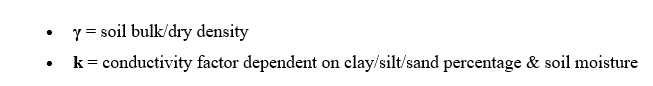 • γ = soil bulk/dry density
• k = conductivity factor dependent on clay/silt/sand percentage & soil moisture